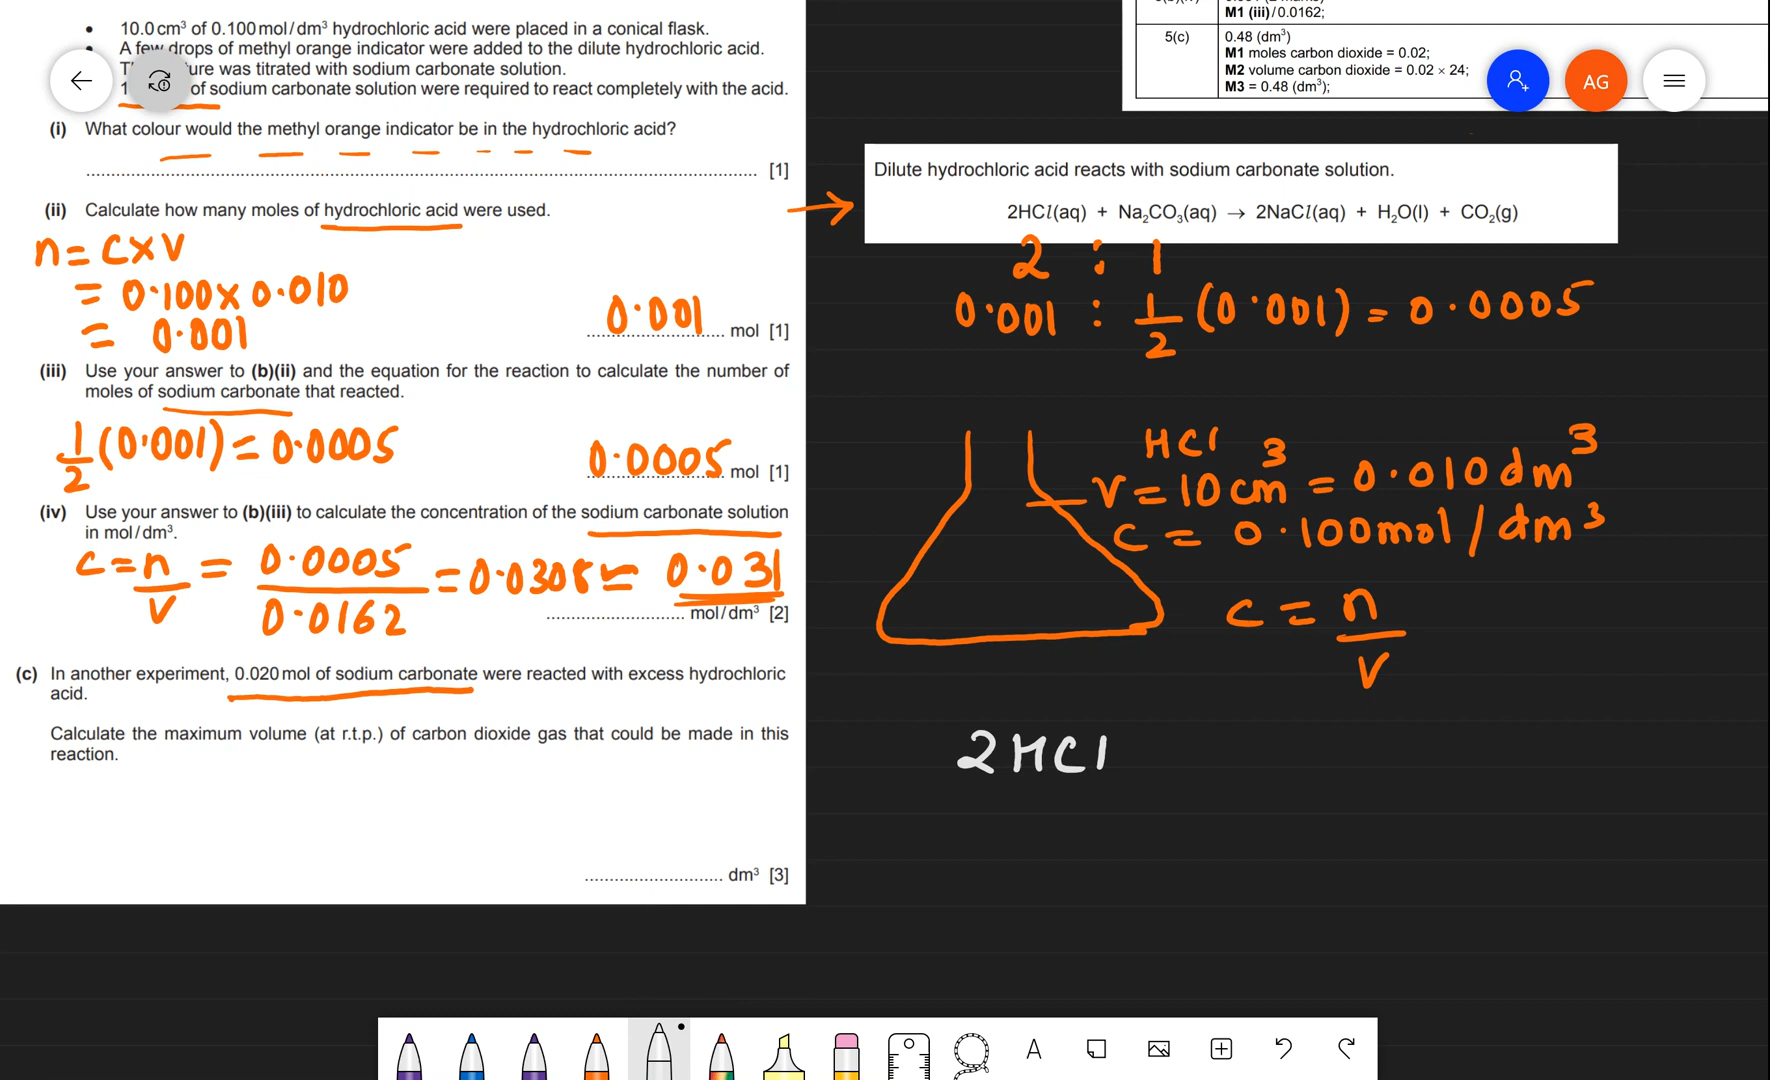 • 10.0 cm³ of 0.100 mol/dm³ hydrochloric acid were placed in a conical flask.
• A few drops of methyl orange indicator were added to the dilute hydrochloric acid.
was titrated with sodium carbonate solution.
of sodium carbonate solution were required to react completely with the acid.
(i) What colour would the methyl orange indicator be in the hydrochloric acid?
[1]
(ii) Calculate how many moles of hydrochloric acid were used.
n = C×V
= 0.100 × 0.010
= 0.001
0.001 mol [1]
(iii) Use your answer to (b)(ii) and the equation for the reaction to calculate the number of
moles of sodium carbonate that reacted.
1/2 (0.001) = 0.0005
0.0005 mol [1]
(iv) Use your answer to (b)(iii) to calculate the concentration of the sodium carbonate solution
in mol/dm³.
C = n/V = 0.0005/0.0162 = 0.0308 = 0.031
mol/dm³ [2]
(c) In another experiment, 0.020 mol of sodium carbonate were reacted with excess hydrochloric
acid.
Calculate the maximum volume (at r.t.p.) of carbon dioxide gas that could be made in this
reaction.
dm³ [3]
M1 (iii)/0.0162;
5(c) 0.48 (dm³)
M1 moles carbon dioxide = 0.02;
M2 volume carbon dioxide = 0.02 × 24;
M3 = 0.48 (dm³);
AG
Dilute hydrochloric acid reacts with sodium carbonate solution.
2HCl(aq) + Na₂CO₃(aq) → 2NaCl(aq) + H₂O(l) + CO₂(g)
2 : 1
0.001 : 1/2 (0.001) = 0.0005
HCl
V = 10 cm³ = 0.010 dm³
C = 0.100 mol/dm³
C = n/V
2HCl
A